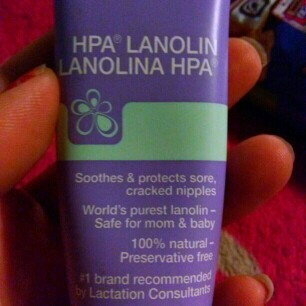 HPA® LANOLIN
LANOLINA HPA®
Soothes & protects sore,
cracked nipples
World's purest lanolin –
Safe for mom & baby
100% natural –
Preservative free
#1 brand recommended
by Lactation Consultants